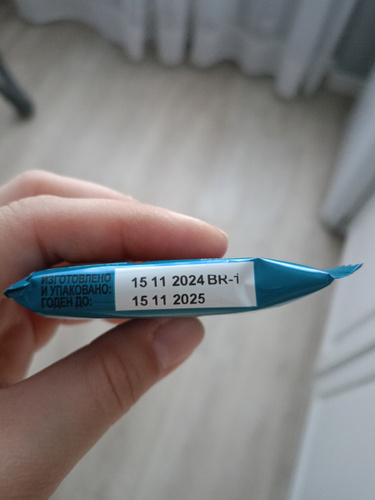 ИЗГОТОВЛЕНО
И УПАКОВАНО: 15 11 2024 BR-1
ГОДЕН ДО: 15 11 2025